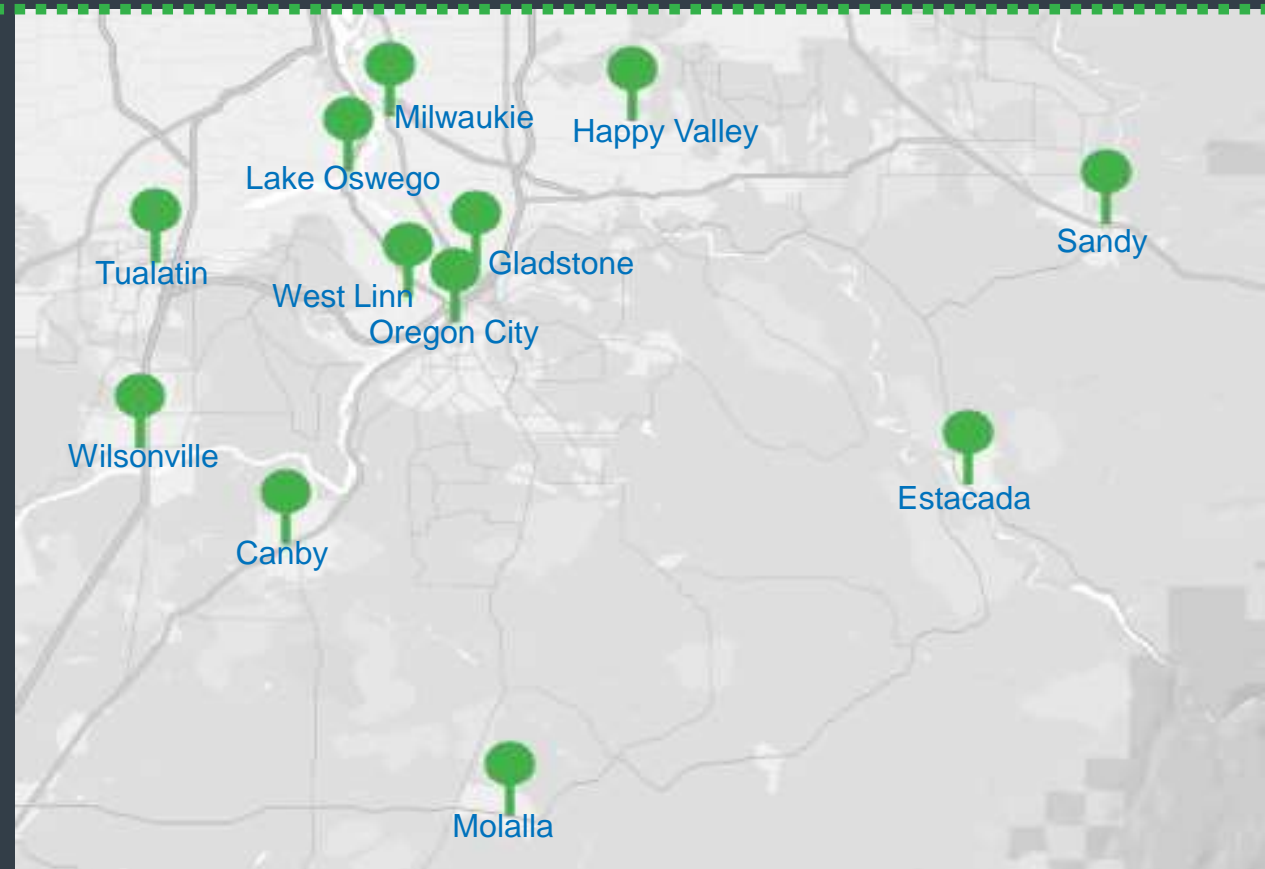 Milwaukie
Happy Valley
Lake Oswego
Sandy
Gladstone
Tualatin
West Linn
Oregon City
Wilsonville
Estacada
Canby
Molalla